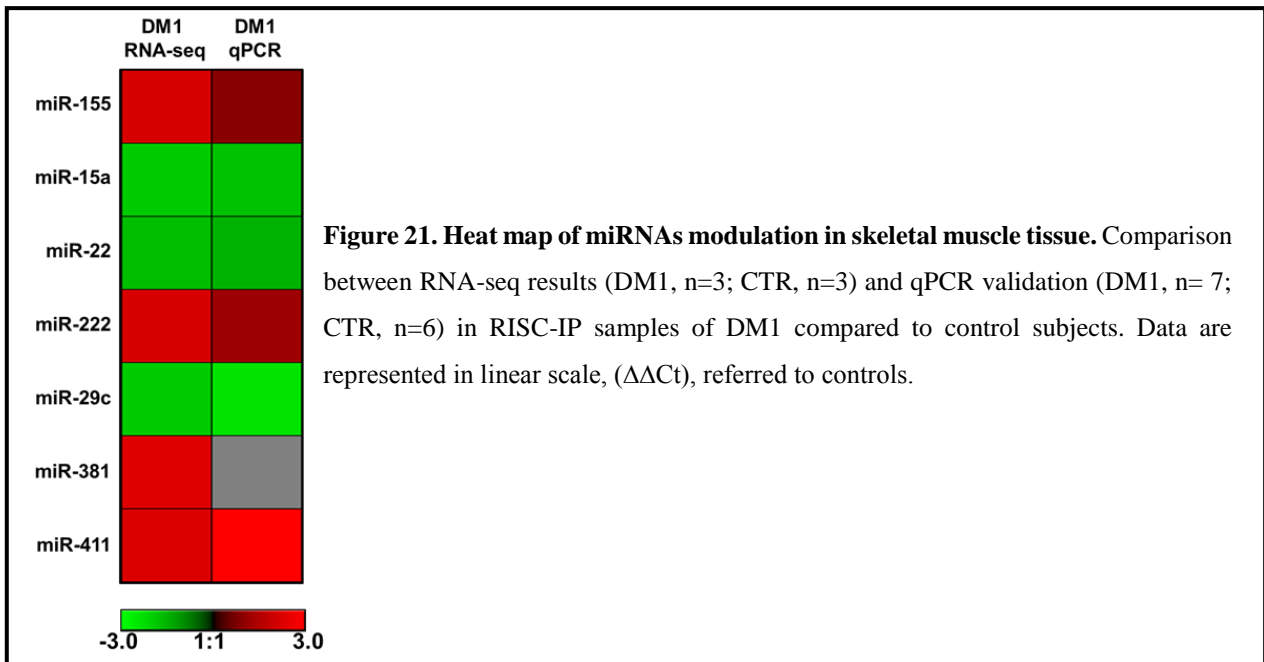 DM1 DM1
RNA-seq qPCR
miR-155
miR-15a
miR-22
miR-222
miR-29c
miR-381
miR-411
-3.0 1:1 3.0
Figure 21. Heat map of miRNAs modulation in skeletal muscle tissue. Comparison
between RNA-seq results (DM1, n=3; CTR, n=3) and qPCR validation (DM1, n= 7;
CTR, n=6) in RISC-IP samples of DM1 compared to control subjects. Data are
represented in linear scale, (ΔΔCt), referred to controls.